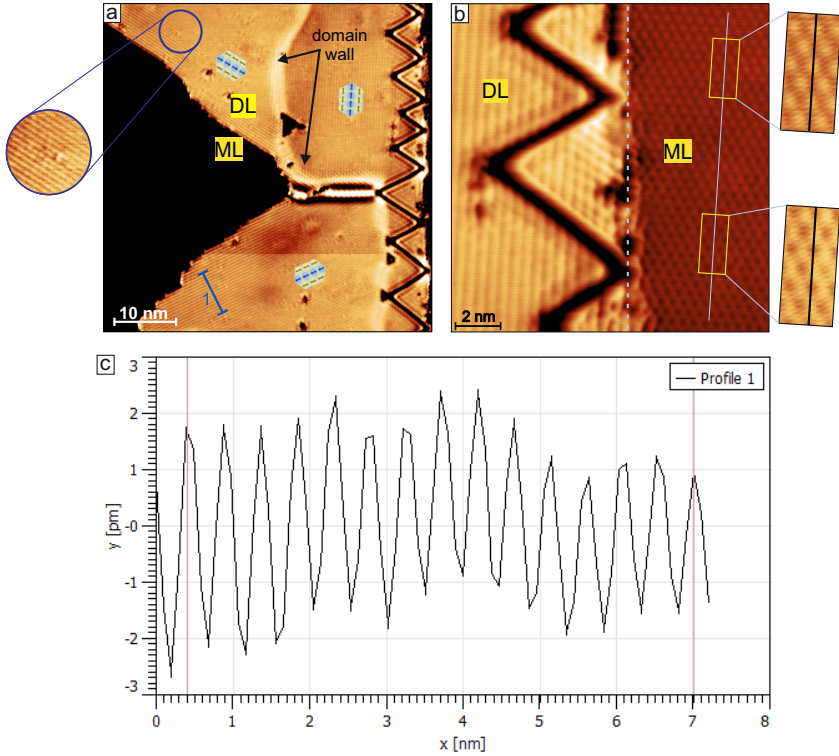 a
domain
wall
DL
ML
1
10 nm
b
DL
ML
2 nm
c
Profile 1
3
2
1
-0
-1
-2
-3
y [pm]
0 1 2 3 4 5 6 7 8
x [nm]